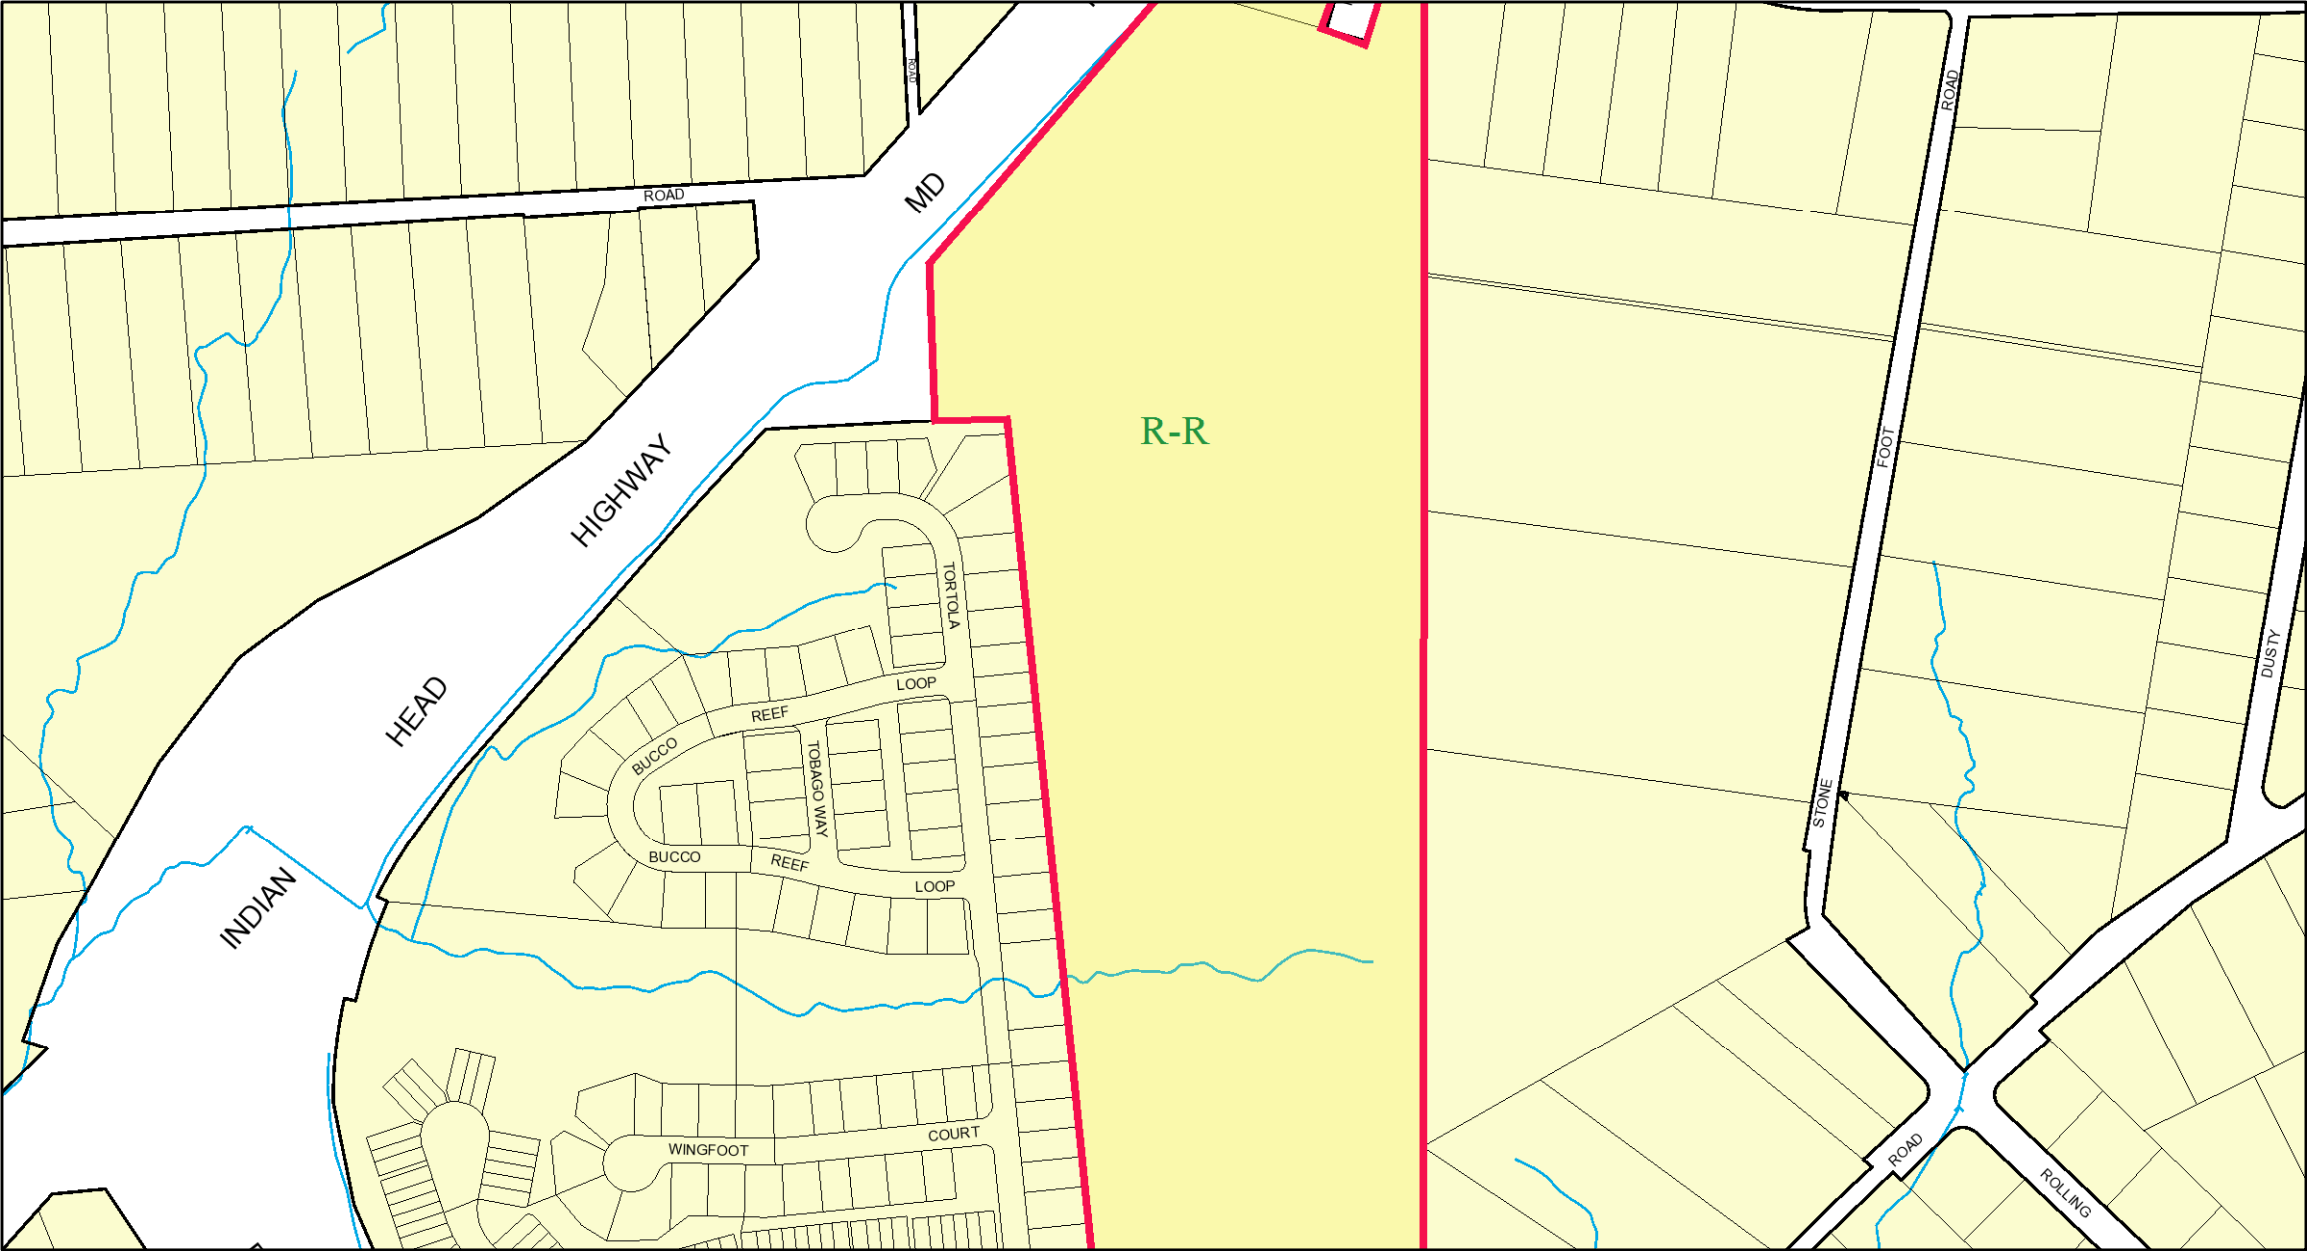 ROAD
ROAD
ROAD
MD
HIGHWAY
HEAD
INDIAN
R-R
FOOT
STONE
DUSTY
TORTOLA
LOOP
REEF
BUCCO
TOBAGO WAY
BUCCO
REEF
LOOP
WINGFOOT
COURT
ROAD
ROLLING